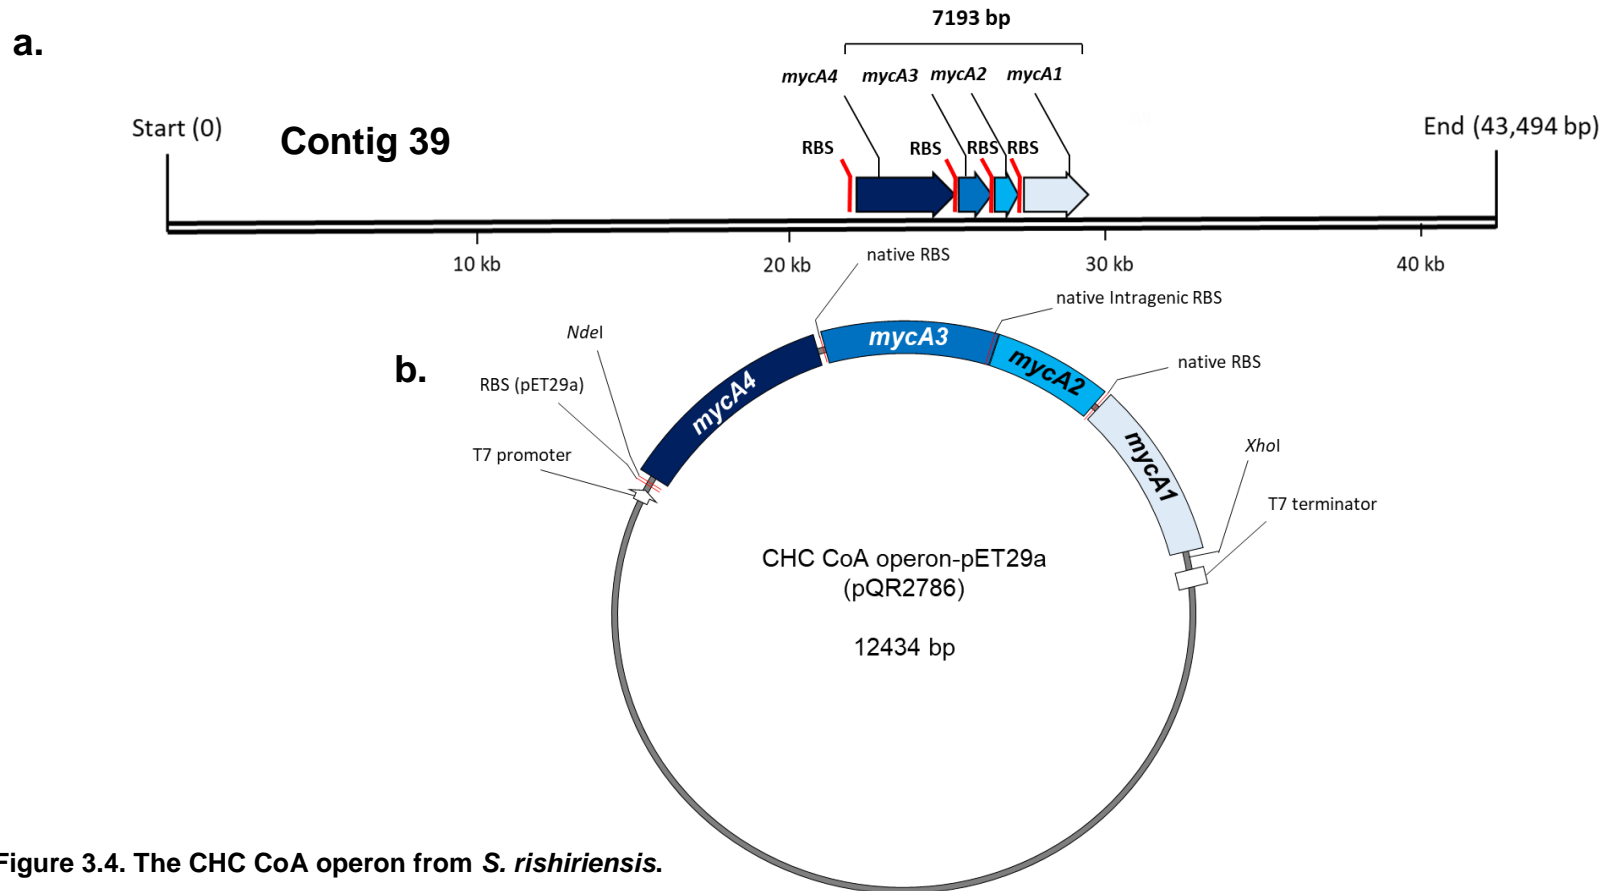 7193 bp
a.
mycA4 mycA3 mycA2 mycA1
Start (0) Contig 39 End (43,494 bp)
RBS RBS RBS RBS
10 kb 20 kb 30 kb 40 kb
native RBS
native Intragenic RBS
NdeI
b.
mycA3
mycA2
native RBS
RBS (pET29a)
mycA4
mycA1
XhoI
T7 promoter
T7 terminator
CHC CoA operon-pET29a
(pQR2786)
12434 bp
Figure 3.4. The CHC CoA operon from S. rishiriensis.